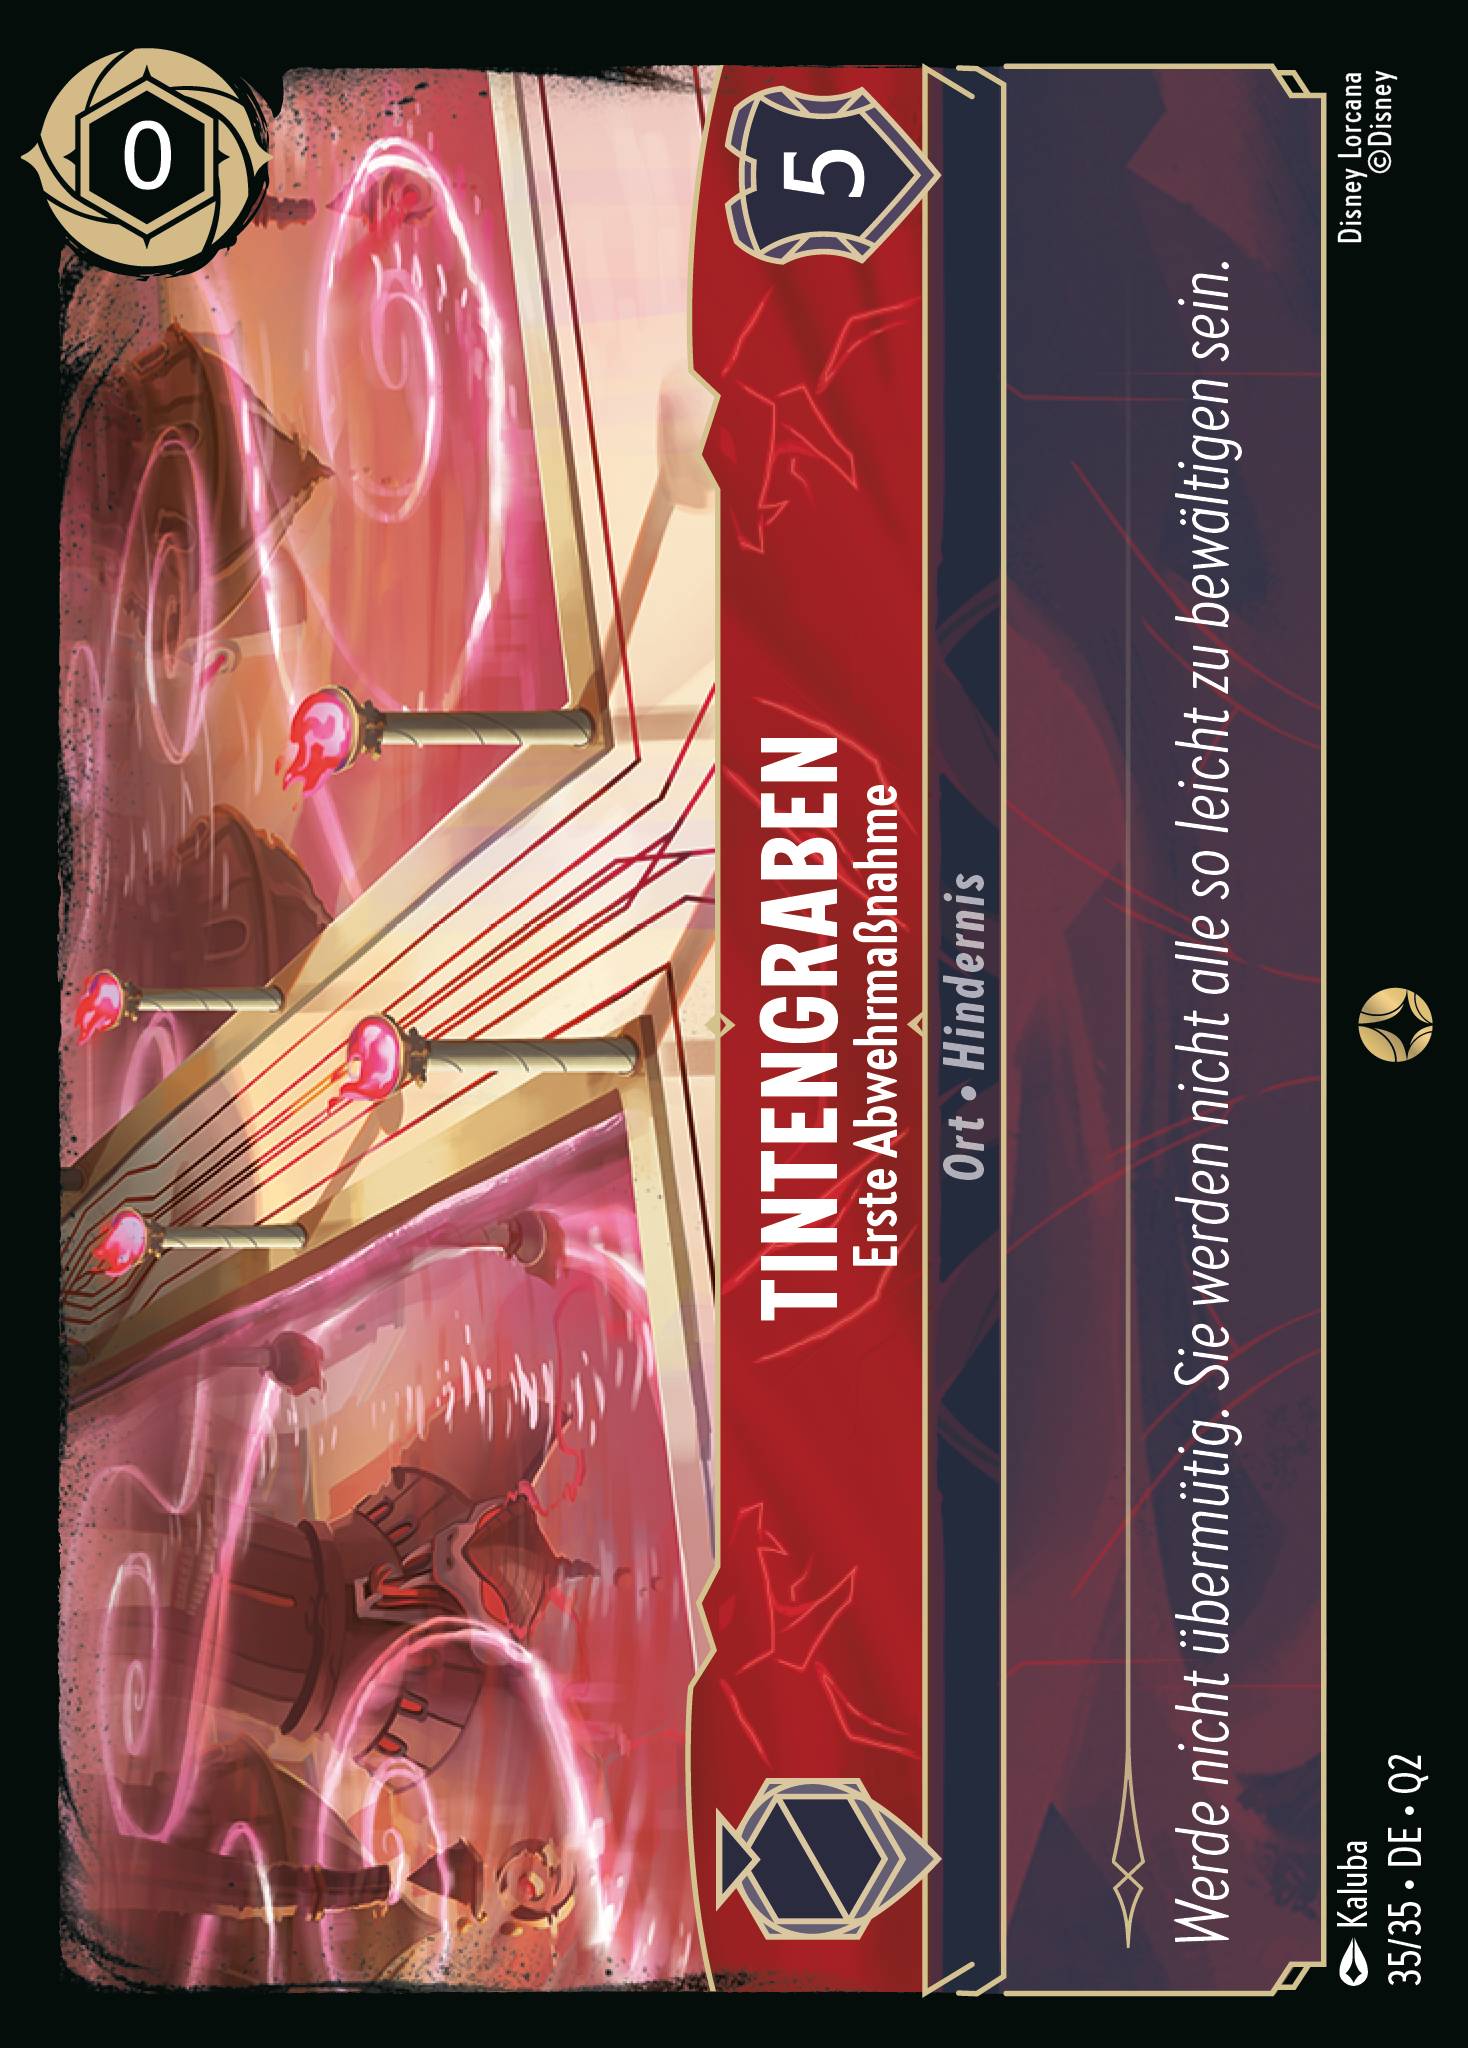 0
TINTENGRABEN
Erste Abwehrmaßnahme
5
Ort • Hindernis
Werde nicht übermütig. Sie werden nicht alle so leicht zu bewältigen sein.
Kaluba
35/35 • DE • Q2
Disney Lorcana
©Disney